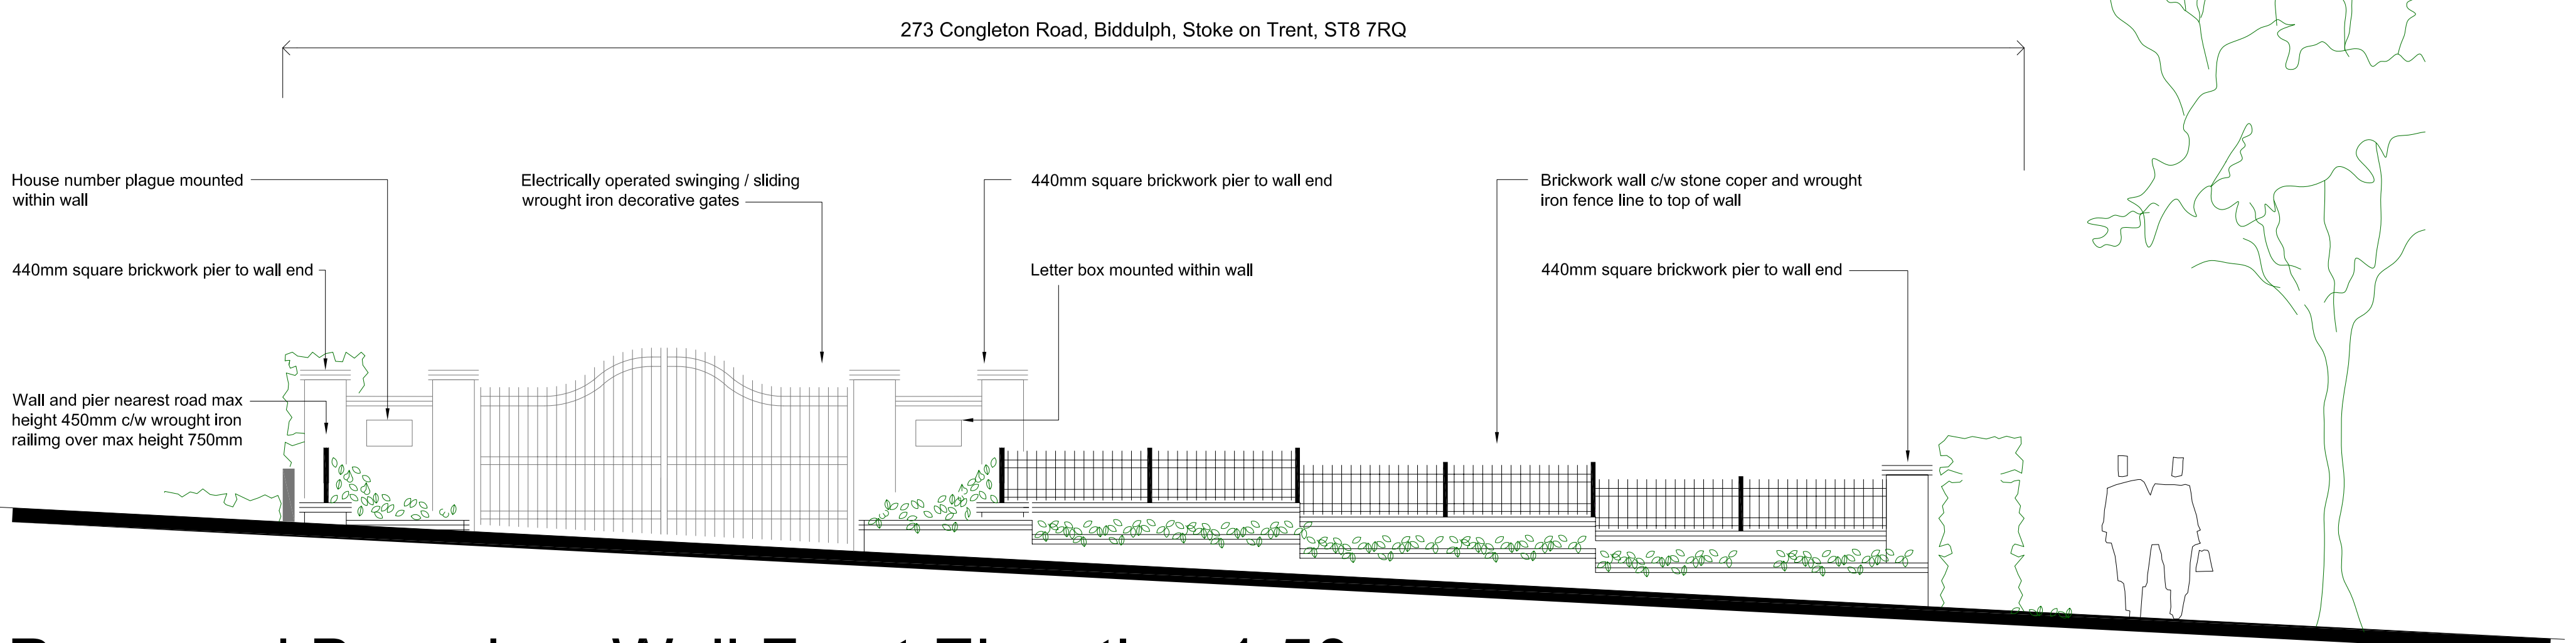 273 Congleton Road, Biddulph, Stoke on Trent, ST8 7RQ
House number plague mounted
within wall
Electrically operated swinging / sliding
wrought iron decorative gates
440mm square brickwork pier to wall end
Brickwork wall c/w stone coper and wrought
iron fence line to top of wall
440mm square brickwork pier to wall end
Letter box mounted within wall
440mm square brickwork pier to wall end
Wall and pier nearest road max
height 450mm c/w wrought iron
railimg over max height 750mm